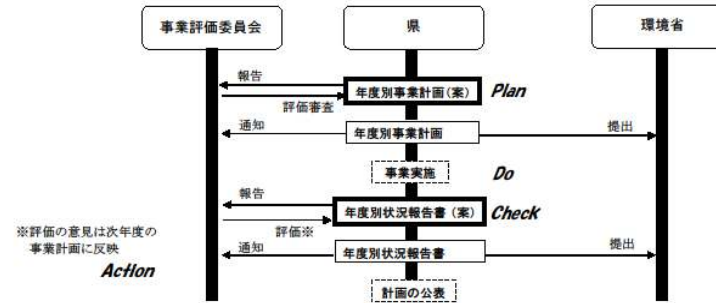 事業評価委員会
県
環境省
報告
年度別事業計画(案)
Plan
評価審査
通知
年度別事業計画
提出
事業実施
Do
報告
年度別状況報告書(案)
Check
評価※
※評価の意見は次年度の
事業計画に反映
Action
通知
年度別状況報告書
提出
計画の公表